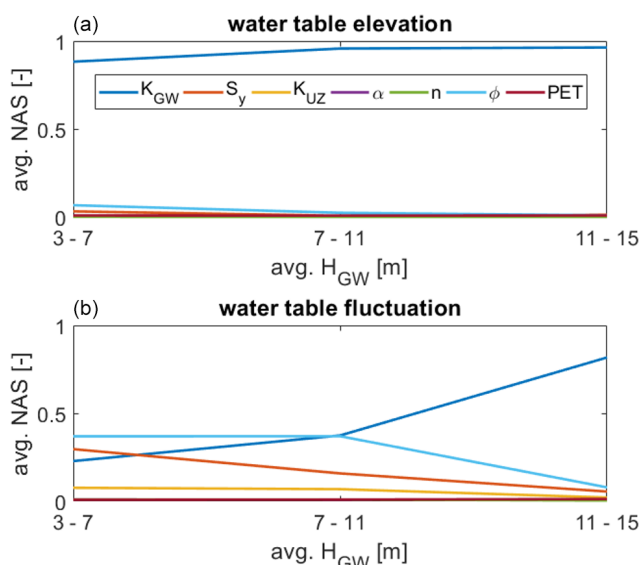 (a)
water table elevation
1
0.5
0
avg. NAS [-]
K_GW S_y K_UZ α n ϕ PET
3 - 7 7 - 11 11 - 15
avg. H_GW [m]
(b)
water table fluctuation
1
0.5
0
avg. NAS [-]
3 - 7 7 - 11 11 - 15
avg. H_GW [m]